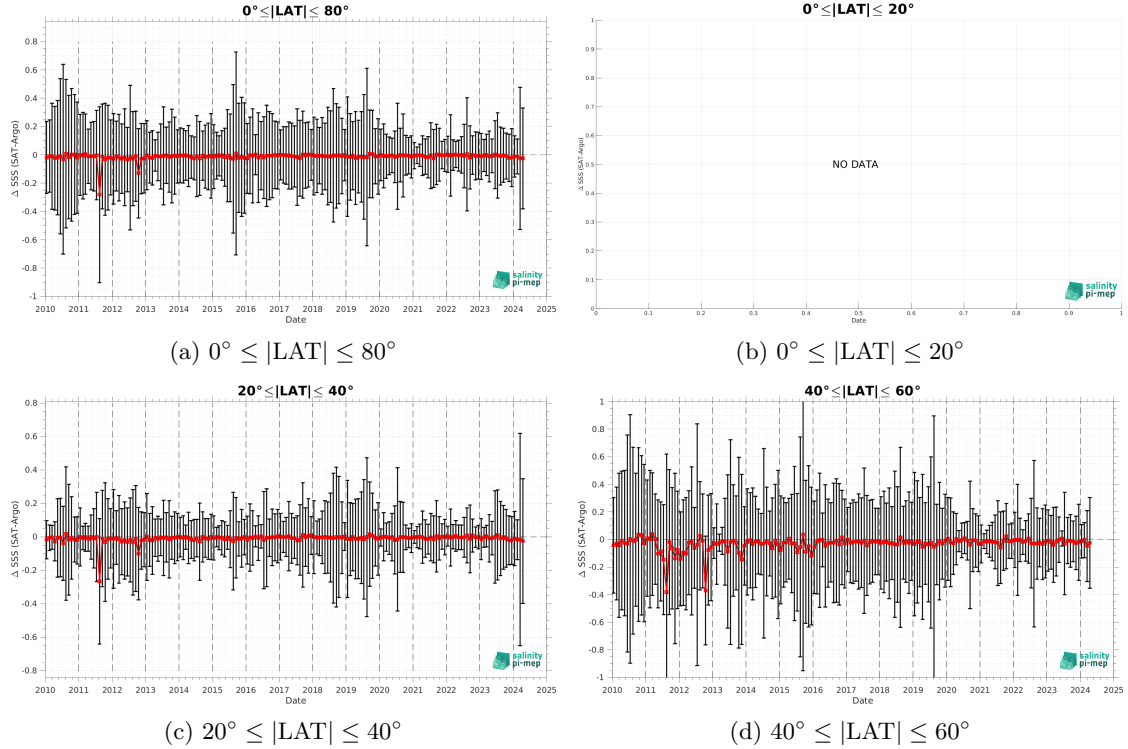 0°≤|LAT|≤ 80°
Δ SSS (SAT-Argo)
0.8
0.6
0.4
0.2
0
-0.2
-0.4
-0.6
-0.8
-1
2010 2011 2012 2013 2014 2015 2016 2017 2018 2019 2020 2021 2022 2023 2024 2025
Date
salinity
pi-mep
(a) 0° ≤ |LAT| ≤ 80°
0°≤|LAT|≤ 20°
Δ SSS (SAT-Argo)
1
0.9
0.8
0.7
0.6
0.5
0.4
0.3
0.2
0.1
0
NO DATA
0 0.1 0.2 0.3 0.4 0.5 0.6 0.7 0.8 0.9 1
Date
salinity
pi-mep
(b) 0° ≤ |LAT| ≤ 20°
20°≤|LAT|≤ 40°
Δ SSS (SAT-Argo)
0.8
0.6
0.4
0.2
0
-0.2
-0.4
-0.6
-0.8
2010 2011 2012 2013 2014 2015 2016 2017 2018 2019 2020 2021 2022 2023 2024 2025
Date
salinity
pi-mep
(c) 20° ≤ |LAT| ≤ 40°
40°≤|LAT|≤ 60°
Δ SSS (SAT-Argo)
1
0.8
0.6
0.4
0.2
0
-0.2
-0.4
-0.6
-0.8
-1
2010 2011 2012 2013 2014 2015 2016 2017 2018 2019 2020 2021 2022 2023 2024 2025
Date
salinity
pi-mep
(d) 40° ≤ |LAT| ≤ 60°